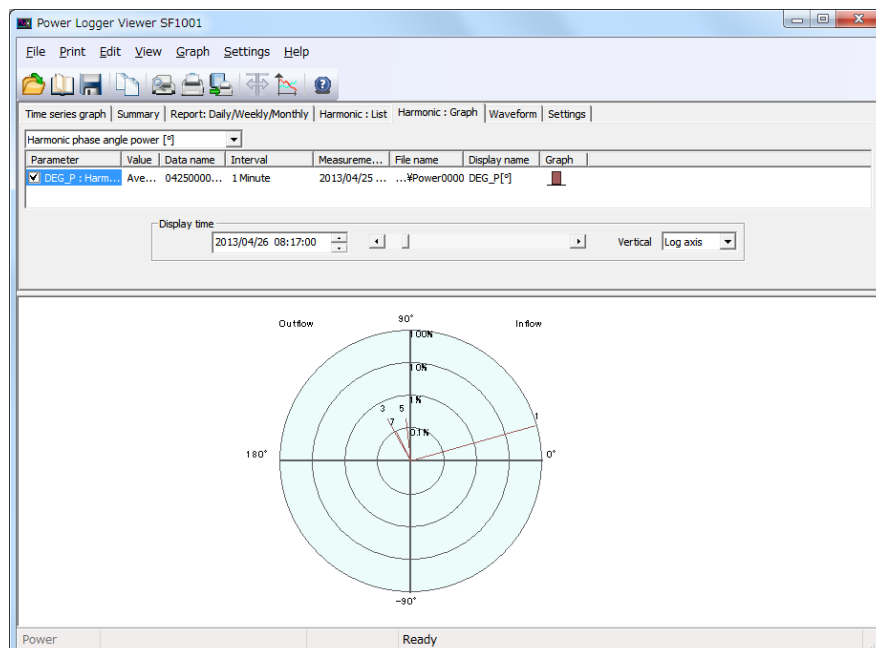 Power Logger Viewer SF1001
File Print Edit View Graph Settings Help
Time series graph Summary Report: Daily/Weekly/Monthly Harmonic : List Harmonic : Graph Waveform Settings
Harmonic phase angle power [º]
Parameter Value Data name Interval Measureme... File name Display name Graph
DEG_P : Harm... Ave... 04250000... 1 Minute 2013/04/25 ... ...¥Power0000 DEG_P[º]
Display time
2013/04/26 08:17:00 Vertical Log axis
90°
Outflow Inflow
100%
10%
1%
3 5 1
7 0.1%
180° 0°
-90°
Power Ready